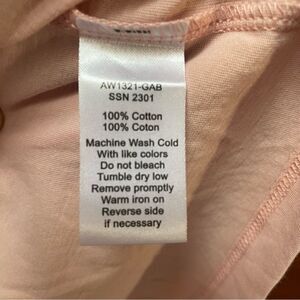 AW1321-GAB
SSN 2301
100% Cotton
100% Coton
Machine Wash Cold
With like colors
Do not bleach
Tumble dry low
Remove promptly
Warm iron on
Reverse side
if necessary